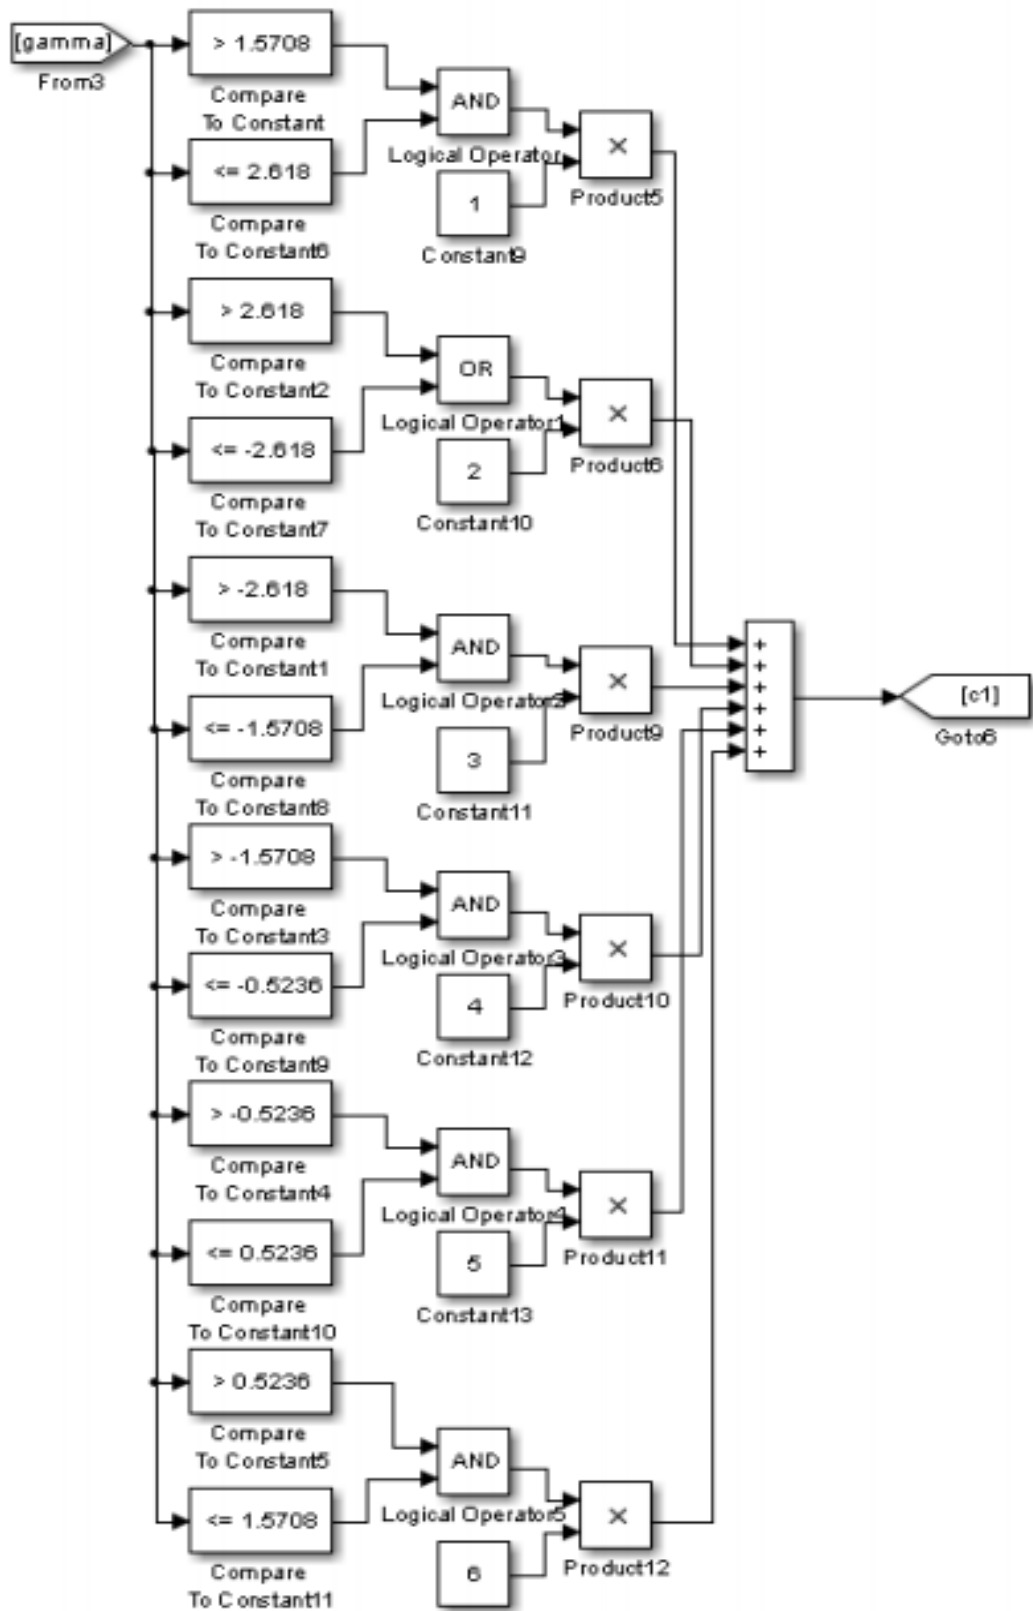 [gamma]
From3
> 1.5708
Compare
To Constant
<= 2.618
Compare
To Constant6
AND
Logical Operator
1
Constant9
×
Product5
> 2.618
Compare
To Constant2
<= -2.618
Compare
To Constant7
OR
Logical Operator1
2
Constant10
×
Product6
> -2.618
Compare
To Constant1
<= -1.5708
Compare
To Constant8
AND
Logical Operator2
3
Constant11
×
Product9
> -1.5708
Compare
To Constant3
<= -0.5236
Compare
To Constant9
AND
Logical Operator3
4
Constant12
×
Product10
> -0.5236
Compare
To Constant4
<= 0.5236
Compare
To Constant10
AND
Logical Operator4
5
Constant13
×
Product11
> 0.5236
Compare
To Constant5
<= 1.5708
Compare
To Constant11
AND
Logical Operator5
6
×
Product12
+
+
+
+
+
+
[c1]
Goto6